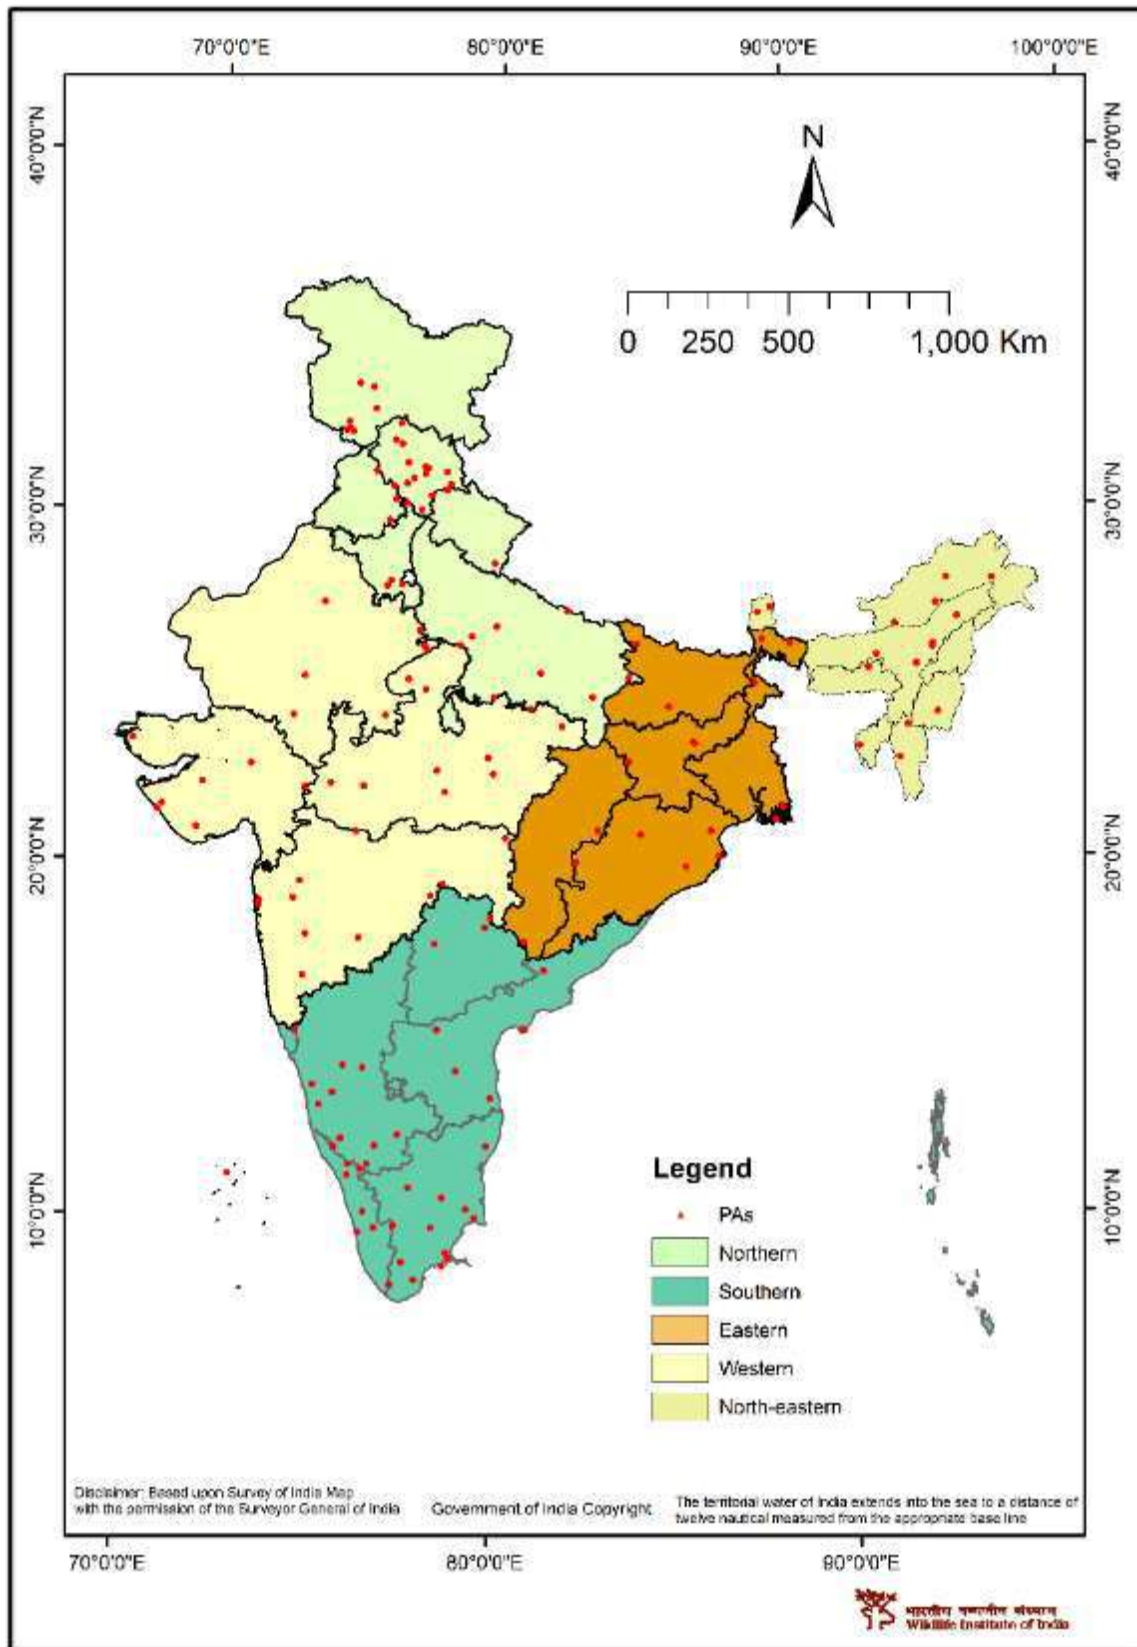 70°0'0"E 80°0'0"E 90°0'0"E 100°0'0"E
40°0'0"N 40°0'0"N
N
0 250 500 1,000 Km
30°0'0"N 30°0'0"N
20°0'0"N 20°0'0"N
Legend
PAs
10°0'0"N 10°0'0"N
Northern
Southern
Eastern
Western
North-eastern
Disclaimer: Based upon Survey of India Map
with the permission of the Surveyor General of India
Government of India Copyright
The territorial water of India extends into the sea to a distance of
twelve nautical measured from the appropriate base line
70°0'0"E 80°0'0"E 90°0'0"E
भारतीय वन्यजीव संस्थान
Wildlife Institute of India